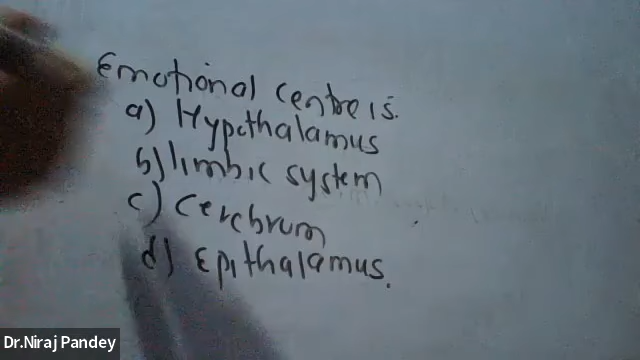 Emotional centre is.
a) Hypothalamus
b) limbic system
c) Cerebrum
d) Epithalamus.
Dr.Niraj Pandey